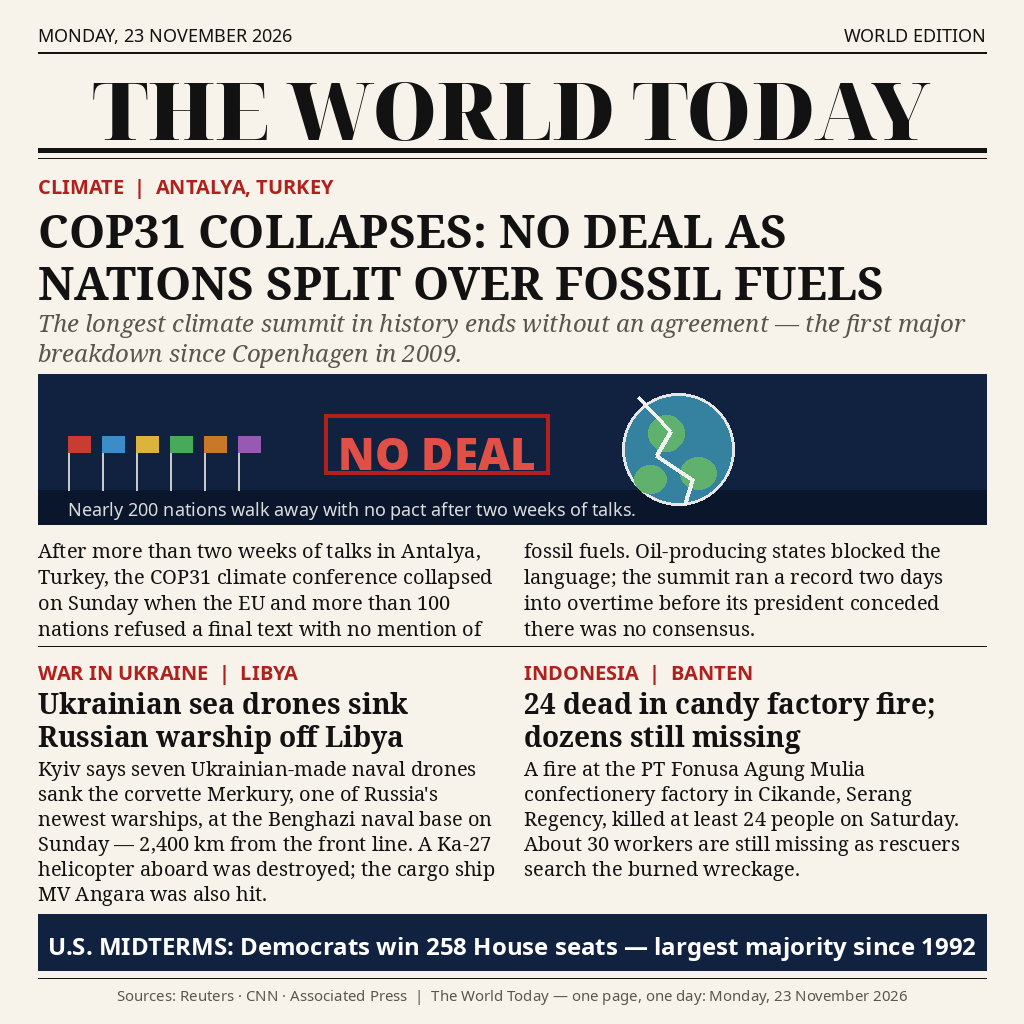 MONDAY, 23 NOVEMBER 2026
WORLD EDITION
THE WORLD TODAY
CLIMATE | ANTALYA, TURKEY
COP31 COLLAPSES: NO DEAL AS
NATIONS SPLIT OVER FOSSIL FUELS
The longest climate summit in history ends without an agreement — the first major
breakdown since Copenhagen in 2009.
NO DEAL
Nearly 200 nations walk away with no pact after two weeks of talks.
After more than two weeks of talks in Antalya,
Turkey, the COP31 climate conference collapsed
on Sunday when the EU and more than 100
nations refused a final text with no mention of
fossil fuels. Oil-producing states blocked the
language; the summit ran a record two days
into overtime before its president conceded
there was no consensus.
WAR IN UKRAINE | LIBYA
Ukrainian sea drones sink
Russian warship off Libya
Kyiv says seven Ukrainian-made naval drones
sank the corvette Merkury, one of Russia's
newest warships, at the Benghazi naval base on
Sunday — 2,400 km from the front line. A Ka-27
helicopter aboard was destroyed; the cargo ship
MV Angara was also hit.
INDONESIA | BANTEN
24 dead in candy factory fire;
dozens still missing
A fire at the PT Fonusa Agung Mulia
confectionery factory in Cikande, Serang
Regency, killed at least 24 people on Saturday.
About 30 workers are still missing as rescuers
search the burned wreckage.
U.S. MIDTERMS: Democrats win 258 House seats — largest majority since 1992
Sources: Reuters · CNN · Associated Press | The World Today — one page, one day: Monday, 23 November 2026